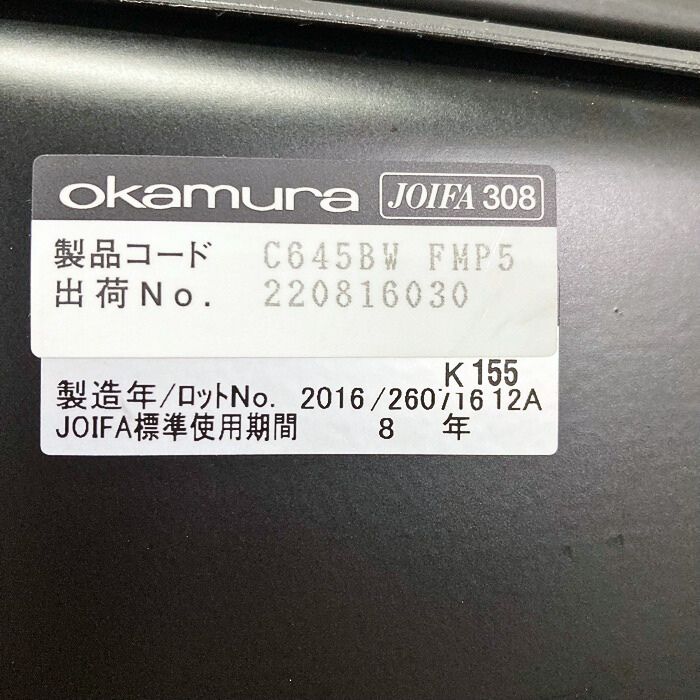 okamura JOIFA 308
製品コード C645BW FMP5
出荷No. 220816030
K 155
製造年/ロットNo. 2016/260716 12A
JOIFA標準使用期間 8 年